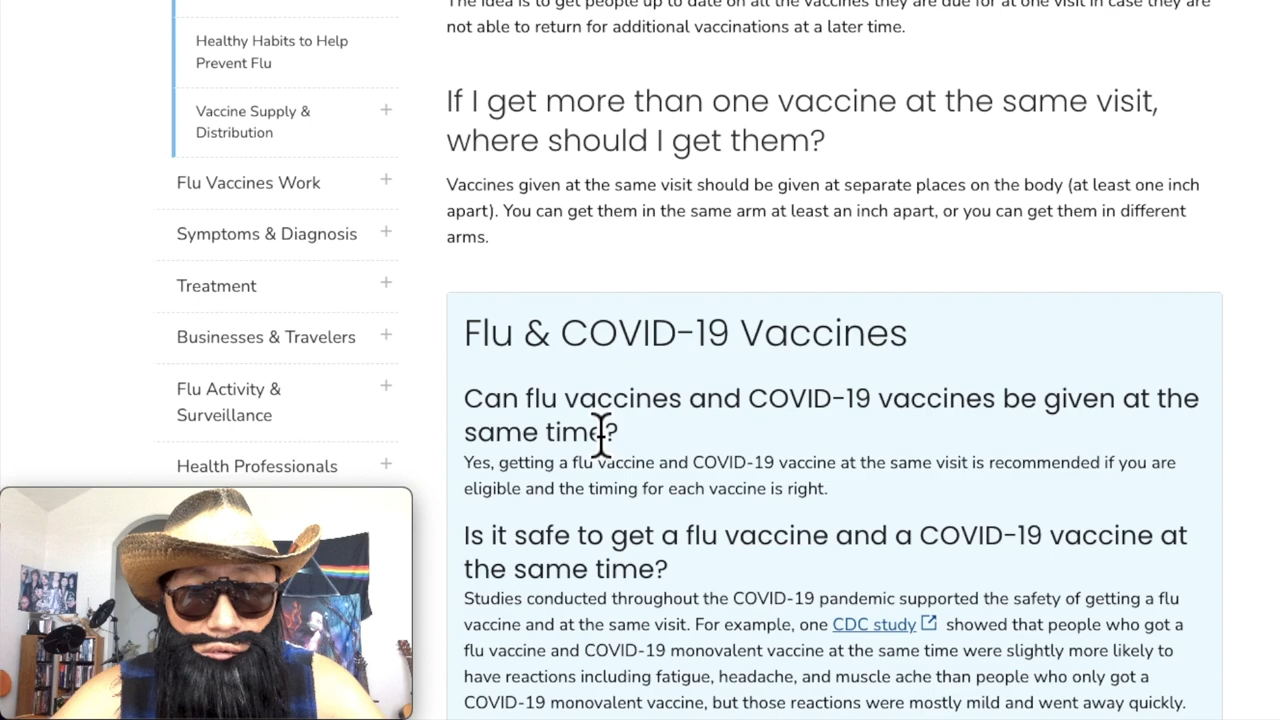 The idea is to get people up to date on all the vaccines they are due for at one visit in case they are
not able to return for additional vaccinations at a later time.
Healthy Habits to Help
Prevent Flu
Vaccine Supply &
Distribution
Flu Vaccines Work
Symptoms & Diagnosis
Treatment
Businesses & Travelers
Flu Activity &
Surveillance
Health Professionals
If I get more than one vaccine at the same visit,
where should I get them?
Vaccines given at the same visit should be given at separate places on the body (at least one inch
apart). You can get them in the same arm at least an inch apart, or you can get them in different
arms.
Flu & COVID-19 Vaccines
Can flu vaccines and COVID-19 vaccines be given at the
same time?
Yes, getting a flu vaccine and COVID-19 vaccine at the same visit is recommended if you are
eligible and the timing for each vaccine is right.
Is it safe to get a flu vaccine and a COVID-19 vaccine at
the same time?
Studies conducted throughout the COVID-19 pandemic supported the safety of getting a flu
vaccine and at the same visit. For example, one CDC study showed that people who got a
flu vaccine and COVID-19 monovalent vaccine at the same time were slightly more likely to
have reactions including fatigue, headache, and muscle ache than people who only got a
COVID-19 monovalent vaccine, but those reactions were mostly mild and went away quickly.